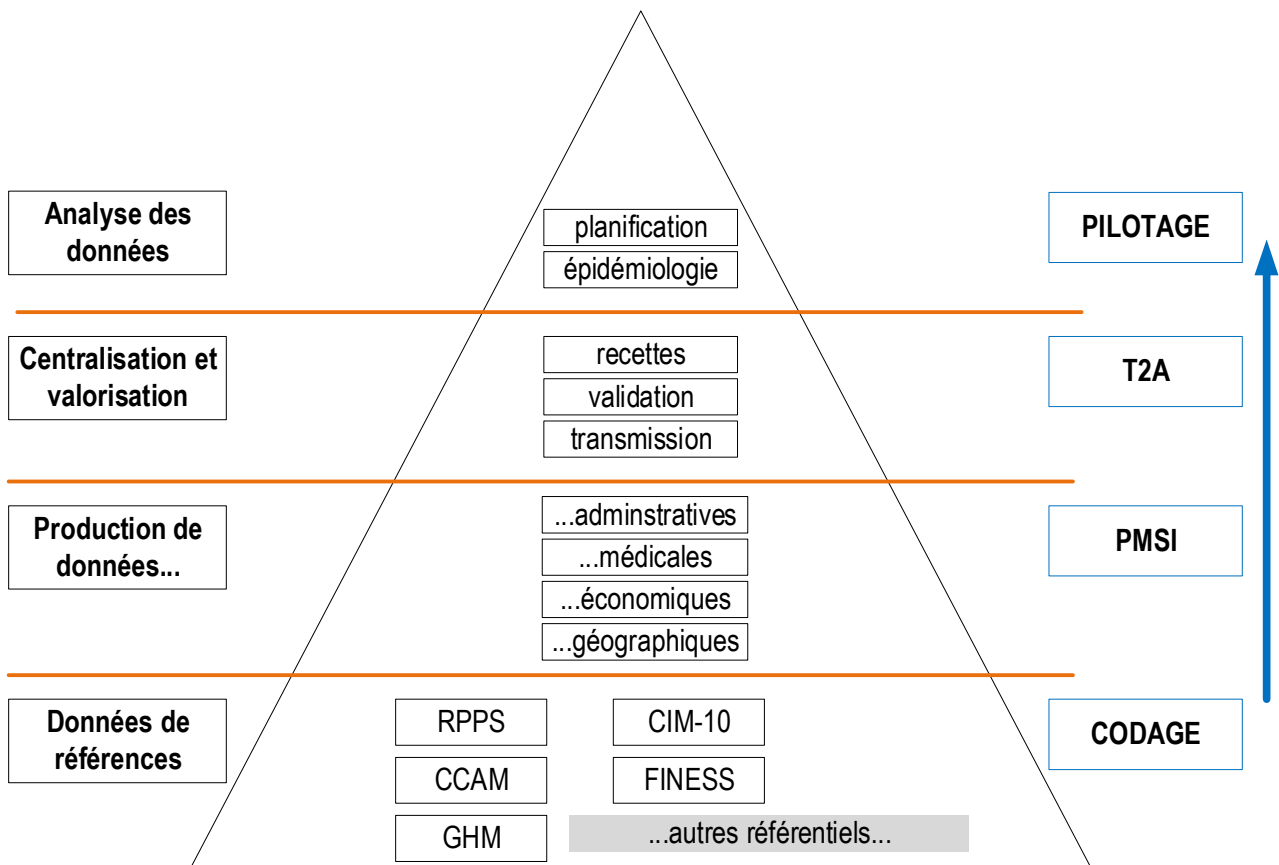 Analyse des
données
planification
épidémiologie
PILOTAGE
Centralisation et
valorisation
recettes
validation
transmission
T2A
Production de
données...
...adminstratives
...médicales
...économiques
...géographiques
PMSI
Données de
références
RPPS
CIM-10
CCAM
FINESS
GHM
...autres référentiels...
CODAGE